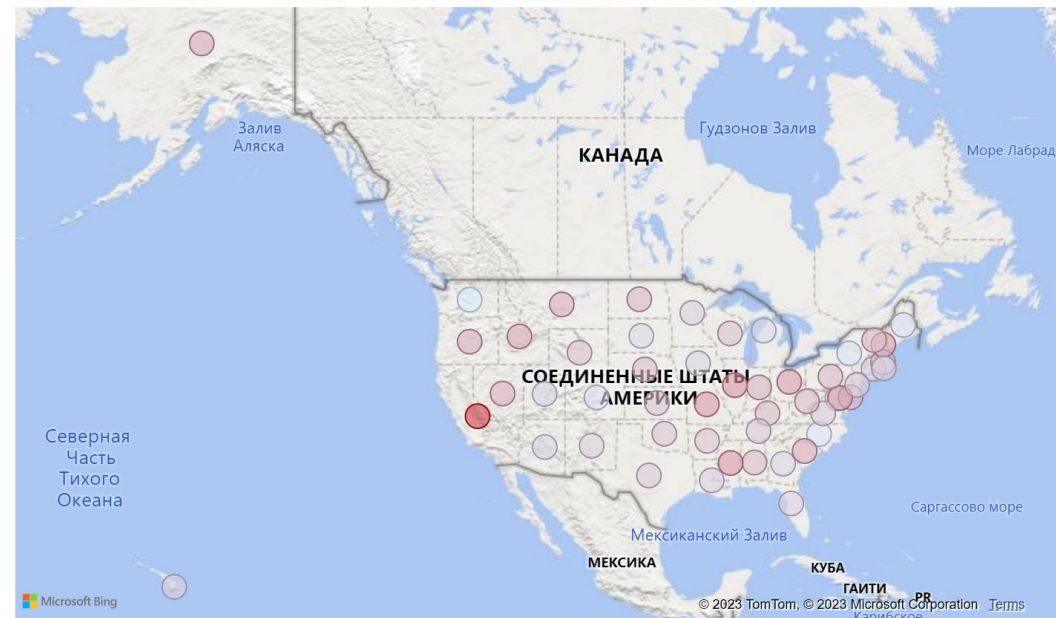 Залив
Аляска
Гудзонов Залив
КАНАДА
Море Лабрад
СОЕДИНЕННЫЕ ШТАТЫ
АМЕРИКИ
Северная
Часть
Тихого
Океана
Саргассово море
Мексиканский Залив
МЕКСИКА
КУБА
ГАИТИ
PR
Microsoft Bing
© 2023 TomTom, © 2023 Microsoft Corporation Terms
Карибское